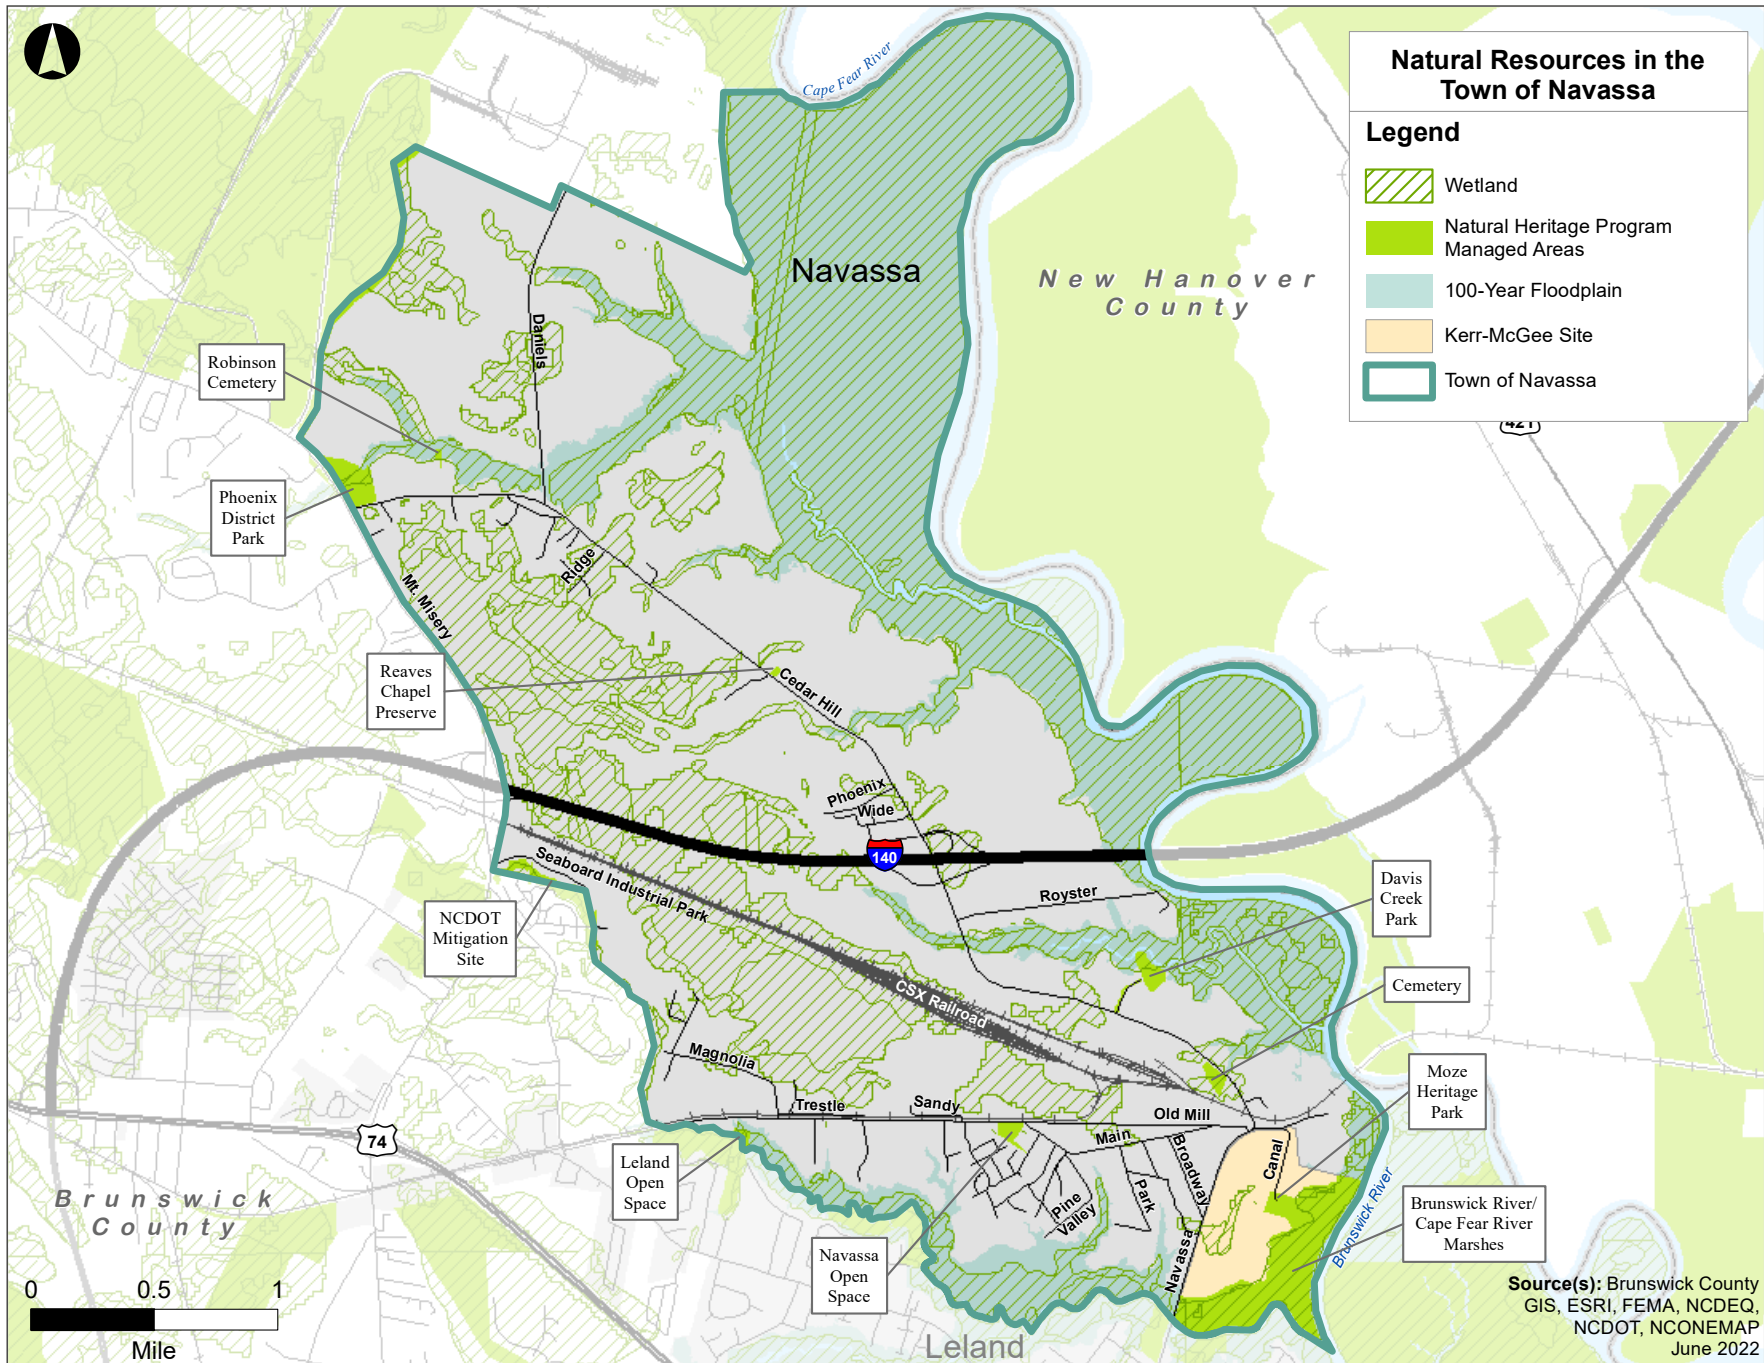 Natural Resources in the
Town of Navassa
Legend
Wetland
Natural Heritage Program
Managed Areas
100-Year Floodplain
Kerr-McGee Site
Town of Navassa
Cape Fear River
Navassa
New Hanover
County
421
Daniels
Robinson
Cemetery
Phoenix
District
Park
Ridge
Mt. Misery
Reaves
Chapel
Preserve
Cedar Hill
Phoenix
Wide
140
Seaboard Industrial Park
Royster
Davis
Creek
Park
NCDOT
Mitigation
Site
CSX Railroad
Cemetery
Magnolia
Trestle
Sandy
Old Mill
Main
Broadway
Canal
Moze
Heritage
Park
74
Leland
Open
Space
Pine
Valley
Park
Navassa
Brunswick River
Brunswick River/
Cape Fear River
Marshes
Brunswick
County
Navassa
Open
Space
Leland
0 0.5 1
Mile
Source(s): Brunswick County
GIS, ESRI, FEMA, NCDEQ,
NCDOT, NCONEMAP
June 2022